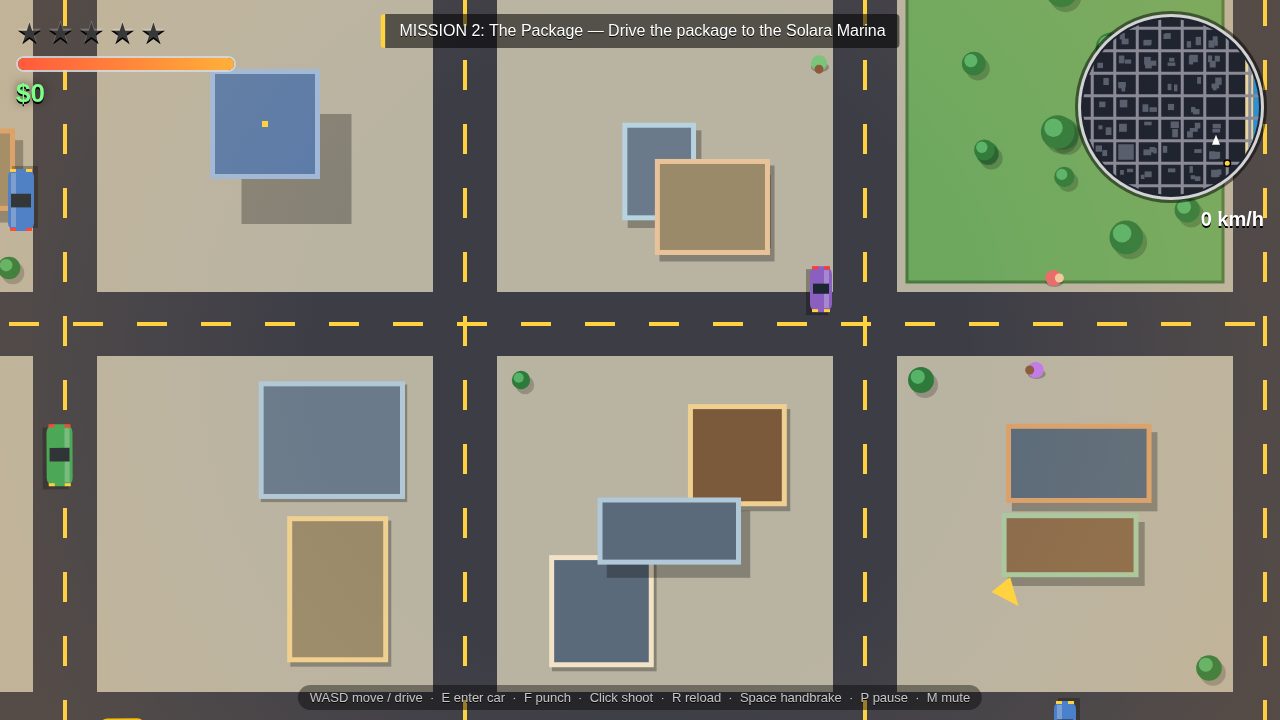 MISSION 2: The Package — Drive the package to the Solara Marina
$0
0 km/h
WASD move / drive · E enter car · F punch · Click shoot · R reload · Space handbrake · P pause · M mute